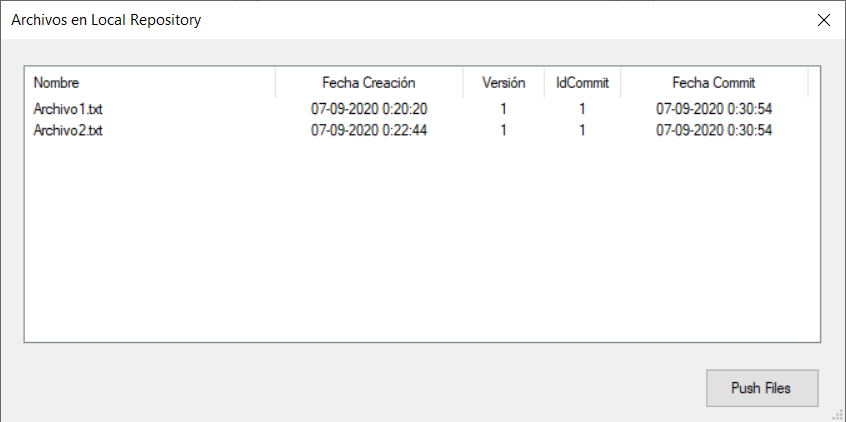 Archivos en Local Repository
Nombre Fecha Creación Versión IdCommit Fecha Commit
Archivo1.txt 07-09-2020 0:20:20 1 1 07-09-2020 0:30:54
Archivo2.txt 07-09-2020 0:22:44 1 1 07-09-2020 0:30:54
Push Files